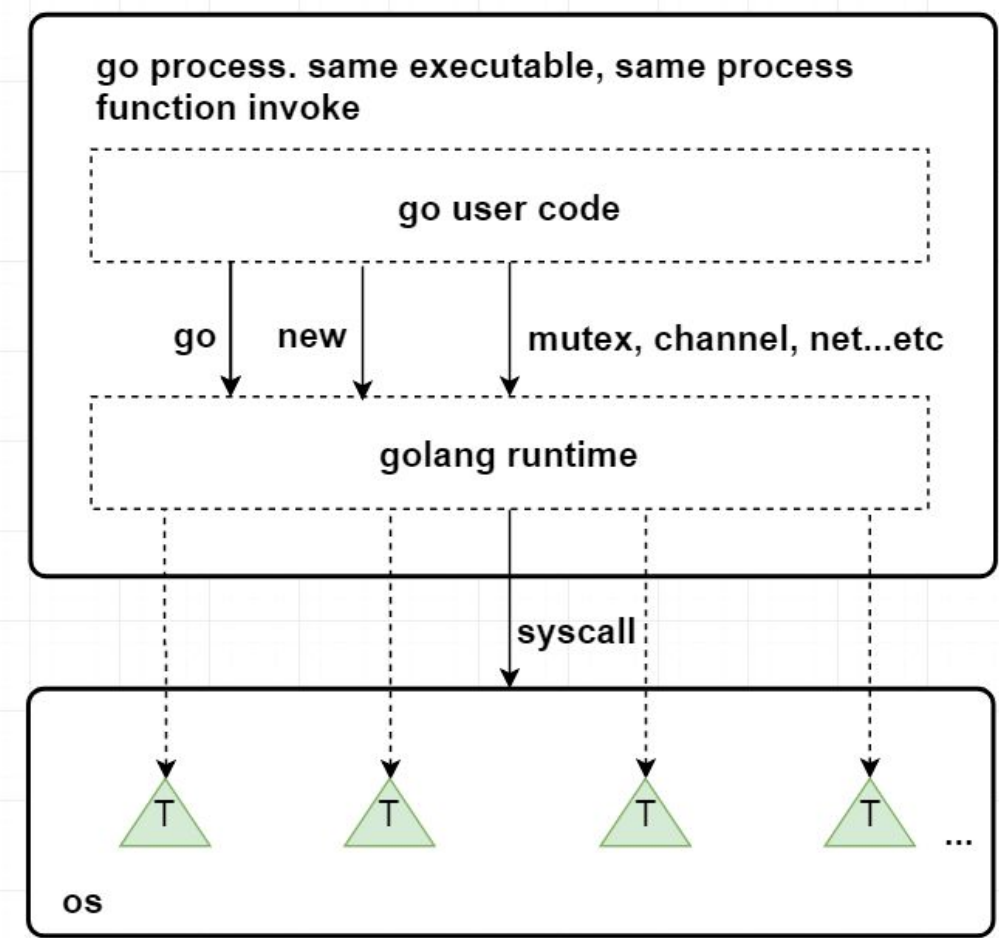 go process. same executable, same process
function invoke
go user code
go
new
mutex, channel, net...etc
golang runtime
syscall
T
T
T
T
...
os